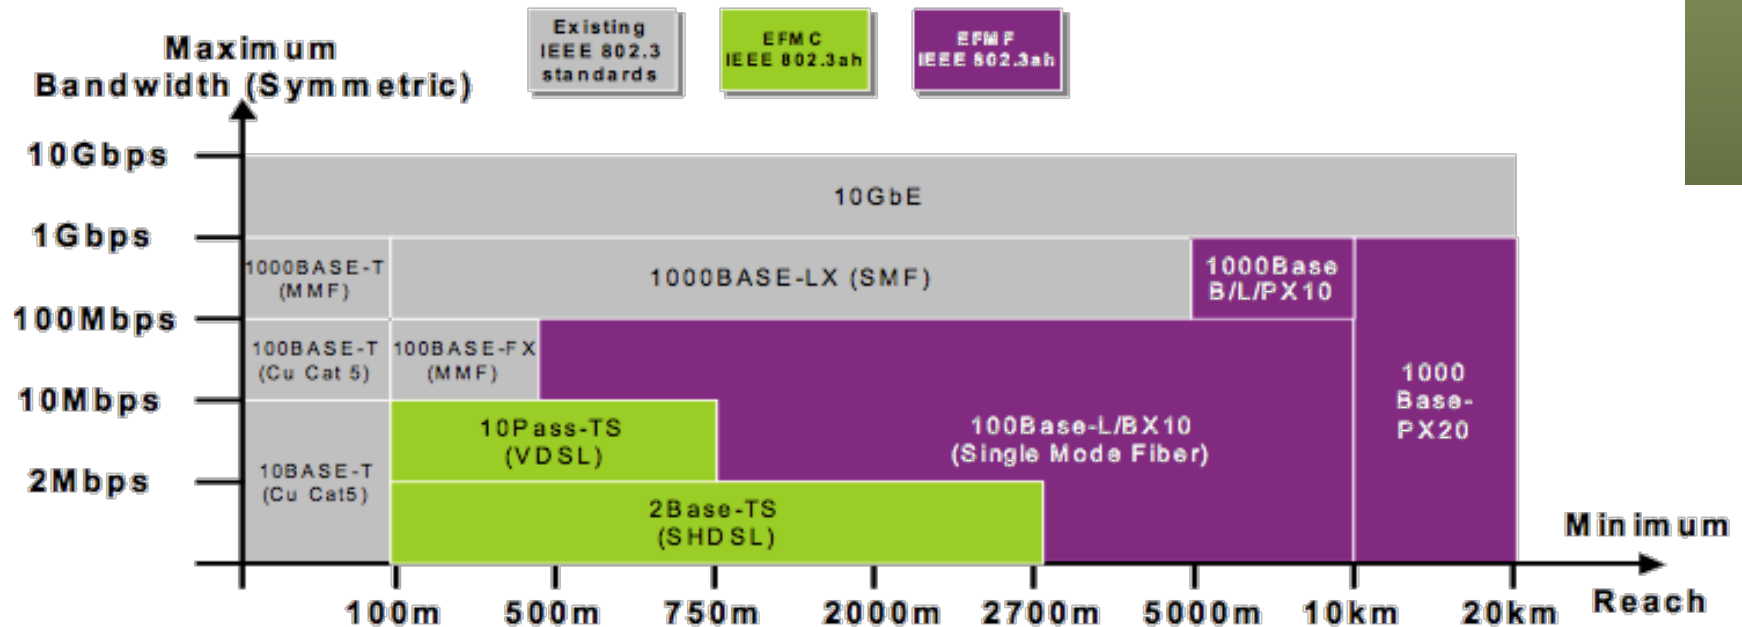 Existing
IEEE 802.3
standards
EFMC
IEEE 802.3ah
EFMF
IEEE 802.3ah
Maximum
Bandwidth (Symmetric)
10Gbps
1Gbps
100Mbps
10Mbps
2Mbps
10GbE
1000BASE-T
(MMF)
1000BASE-LX (SMF)
1000Base
B/L/PX10
100BASE-T
(Cu Cat 5)
100BASE-FX
(MMF)
10Pass-TS
(VDSL)
100Base-L/BX10
(Single Mode Fiber)
1000
Base-
PX20
10BASE-T
(Cu Cat5)
2Base-TS
(SHDSL)
Minimum
Reach
100m
500m
750m
2000m
2700m
5000m
10km
20km